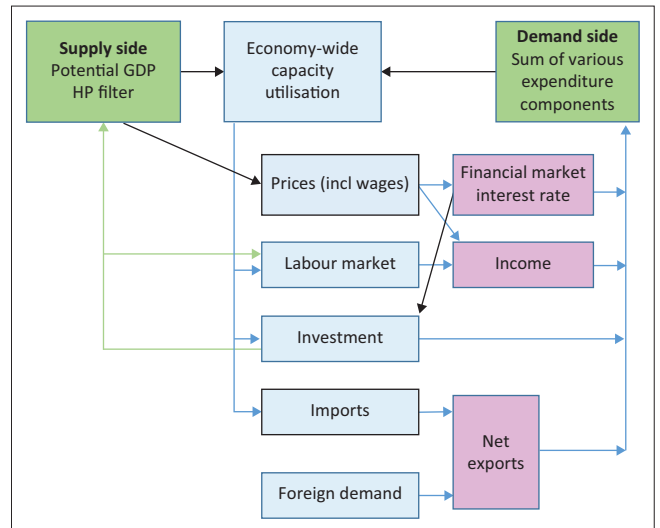 Supply side
Potential GDP
HP filter
Economy-wide
capacity
utilisation
Demand side
Sum of various
expenditure
components
Prices (incl wages)
Financial market
interest rate
Labour market
Income
Investment
Imports
Net
exports
Foreign demand